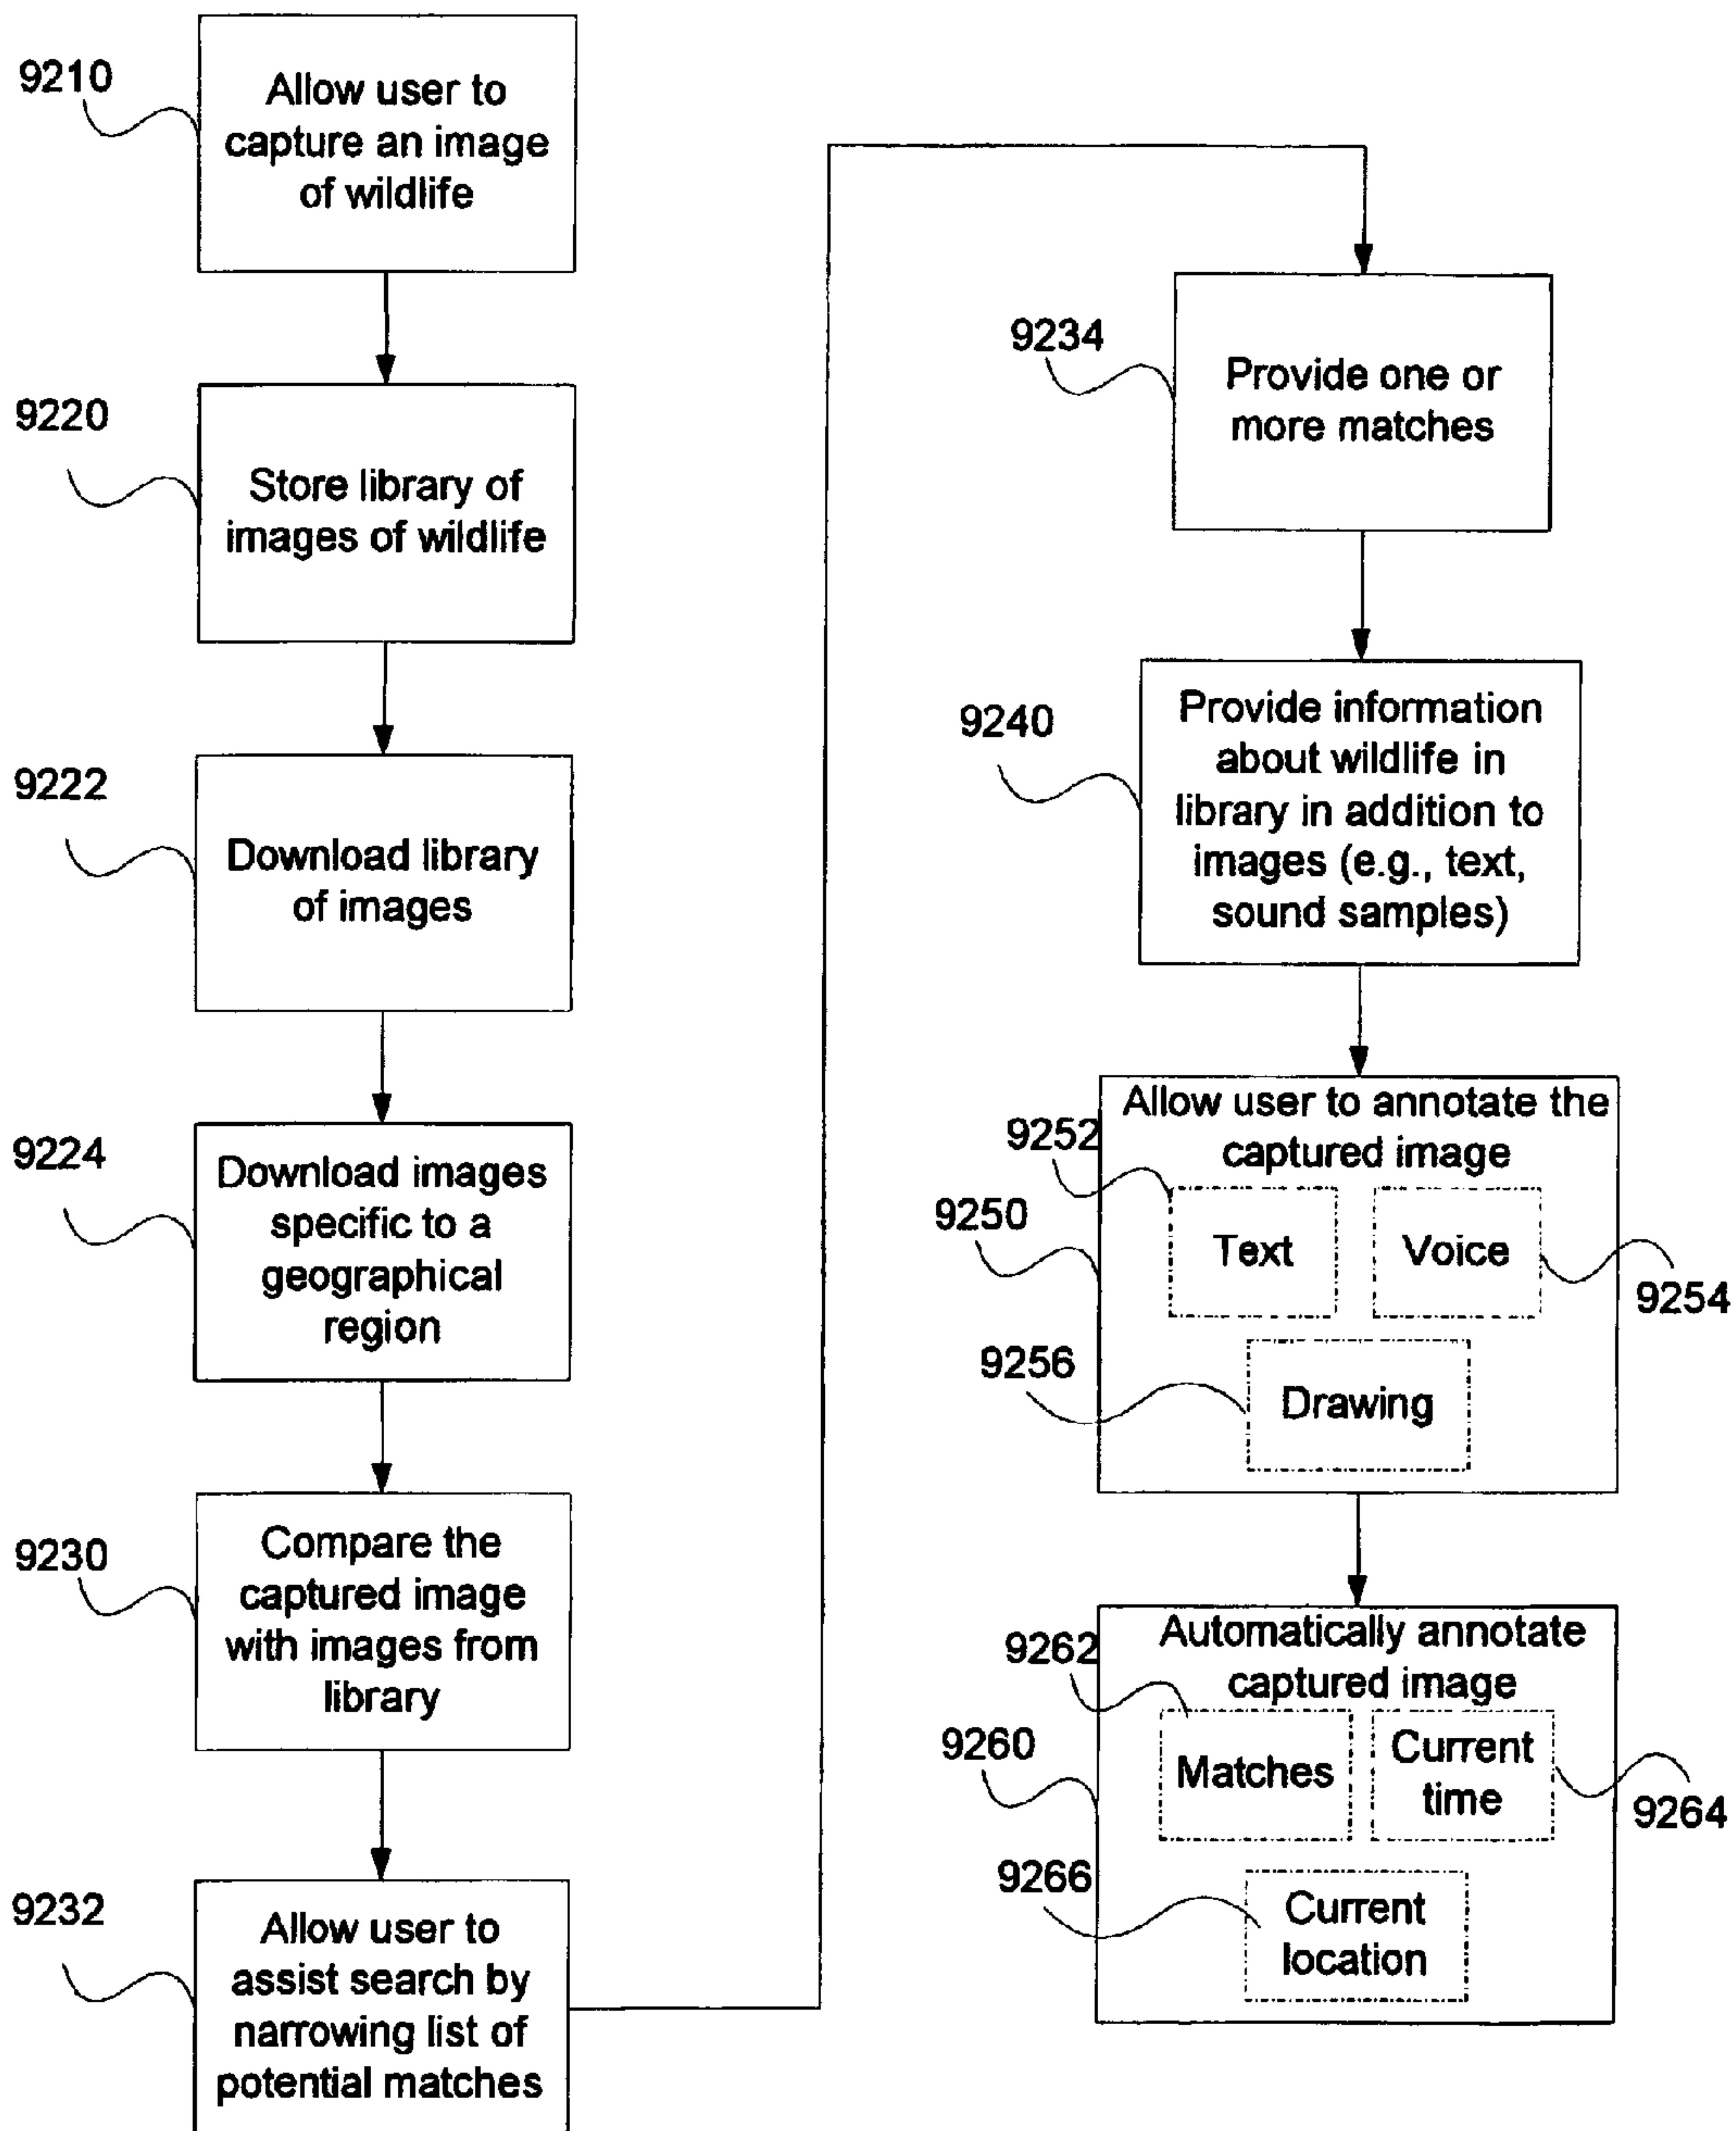 9210
Allow user to
capture an image
of wildlife
9220
Store library of
images of wildlife
9222
Download library
of images
9224
Download images
specific to a
geographical
region
9230
Compare the
captured image
with images from
library
9232
Allow user to
assist search by
narrowing list of
potential matches
9234
Provide one or
more matches
9240
Provide information
about wildlife in
library in addition to
images (e.g., text,
sound samples)
9250
Allow user to annotate the
captured image
9252
Text
Voice
9254
9256
Drawing
9260
Automatically annotate
captured image
9262
Matches
Current
time
9264
9266
Current
location